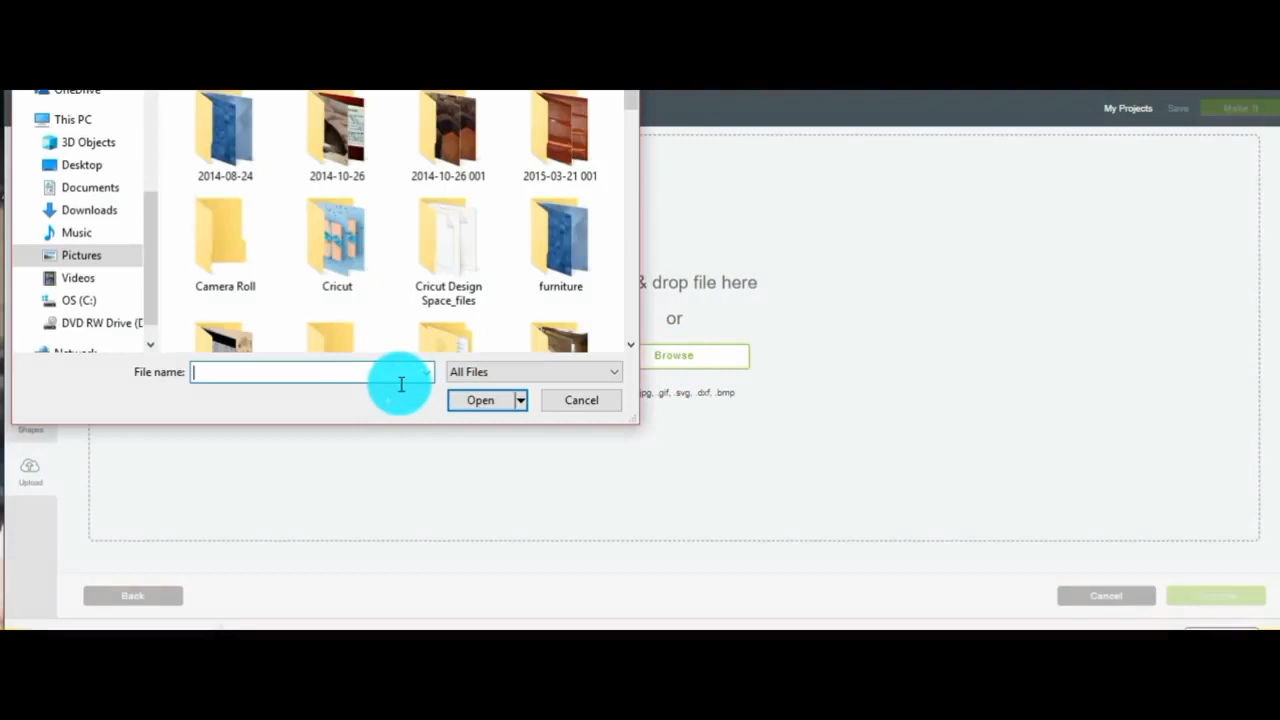 OneDrive
This PC
3D Objects
Desktop
Documents
Downloads
Music
Pictures
Videos
OS (C:)
DVD RW Drive (D
Network
2014-08-24
2014-10-26
2014-10-26 001
2015-03-21 001
Camera Roll
Cricut
Cricut Design
Space_files
furniture
File name:
All Files
Open
Cancel
My Projects
Save
Make It
& drop file here
or
Browse
jpg, .gif, .svg, .dxf, .bmp
Shapes
Upload
Back
Cancel